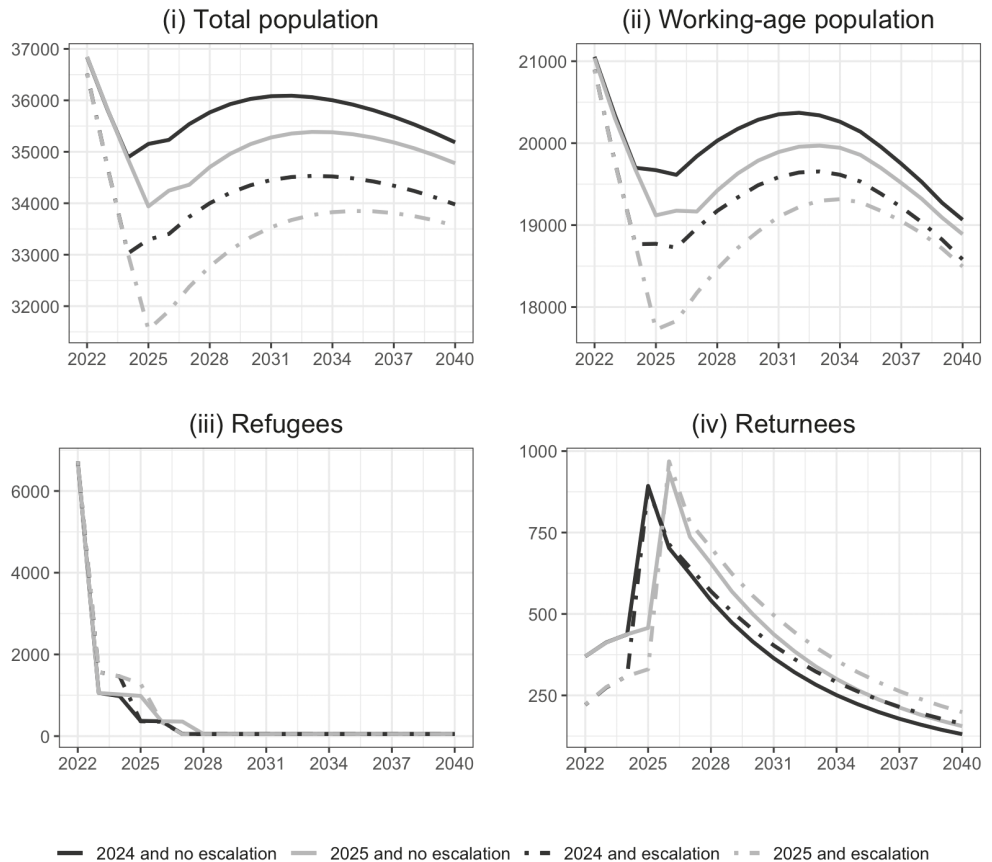 (i) Total population
(ii) Working-age population
37000
36000
35000
34000
33000
32000
2022 2025 2028 2031 2034 2037 2040
21000
20000
19000
18000
2022 2025 2028 2031 2034 2037 2040
(iii) Refugees
(iv) Returnees
6000
4000
2000
0
2022 2025 2028 2031 2034 2037 2040
1000
750
500
250
2022 2025 2028 2031 2034 2037 2040
2024 and no escalation 2025 and no escalation 2024 and escalation 2025 and escalation